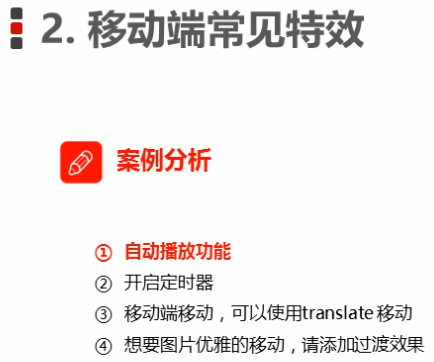 2. 移动端常见特效
案例分析
① 自动播放功能
② 开启定时器
③ 移动端移动，可以使用translate 移动
④ 想要图片优雅的移动，请添加过渡效果